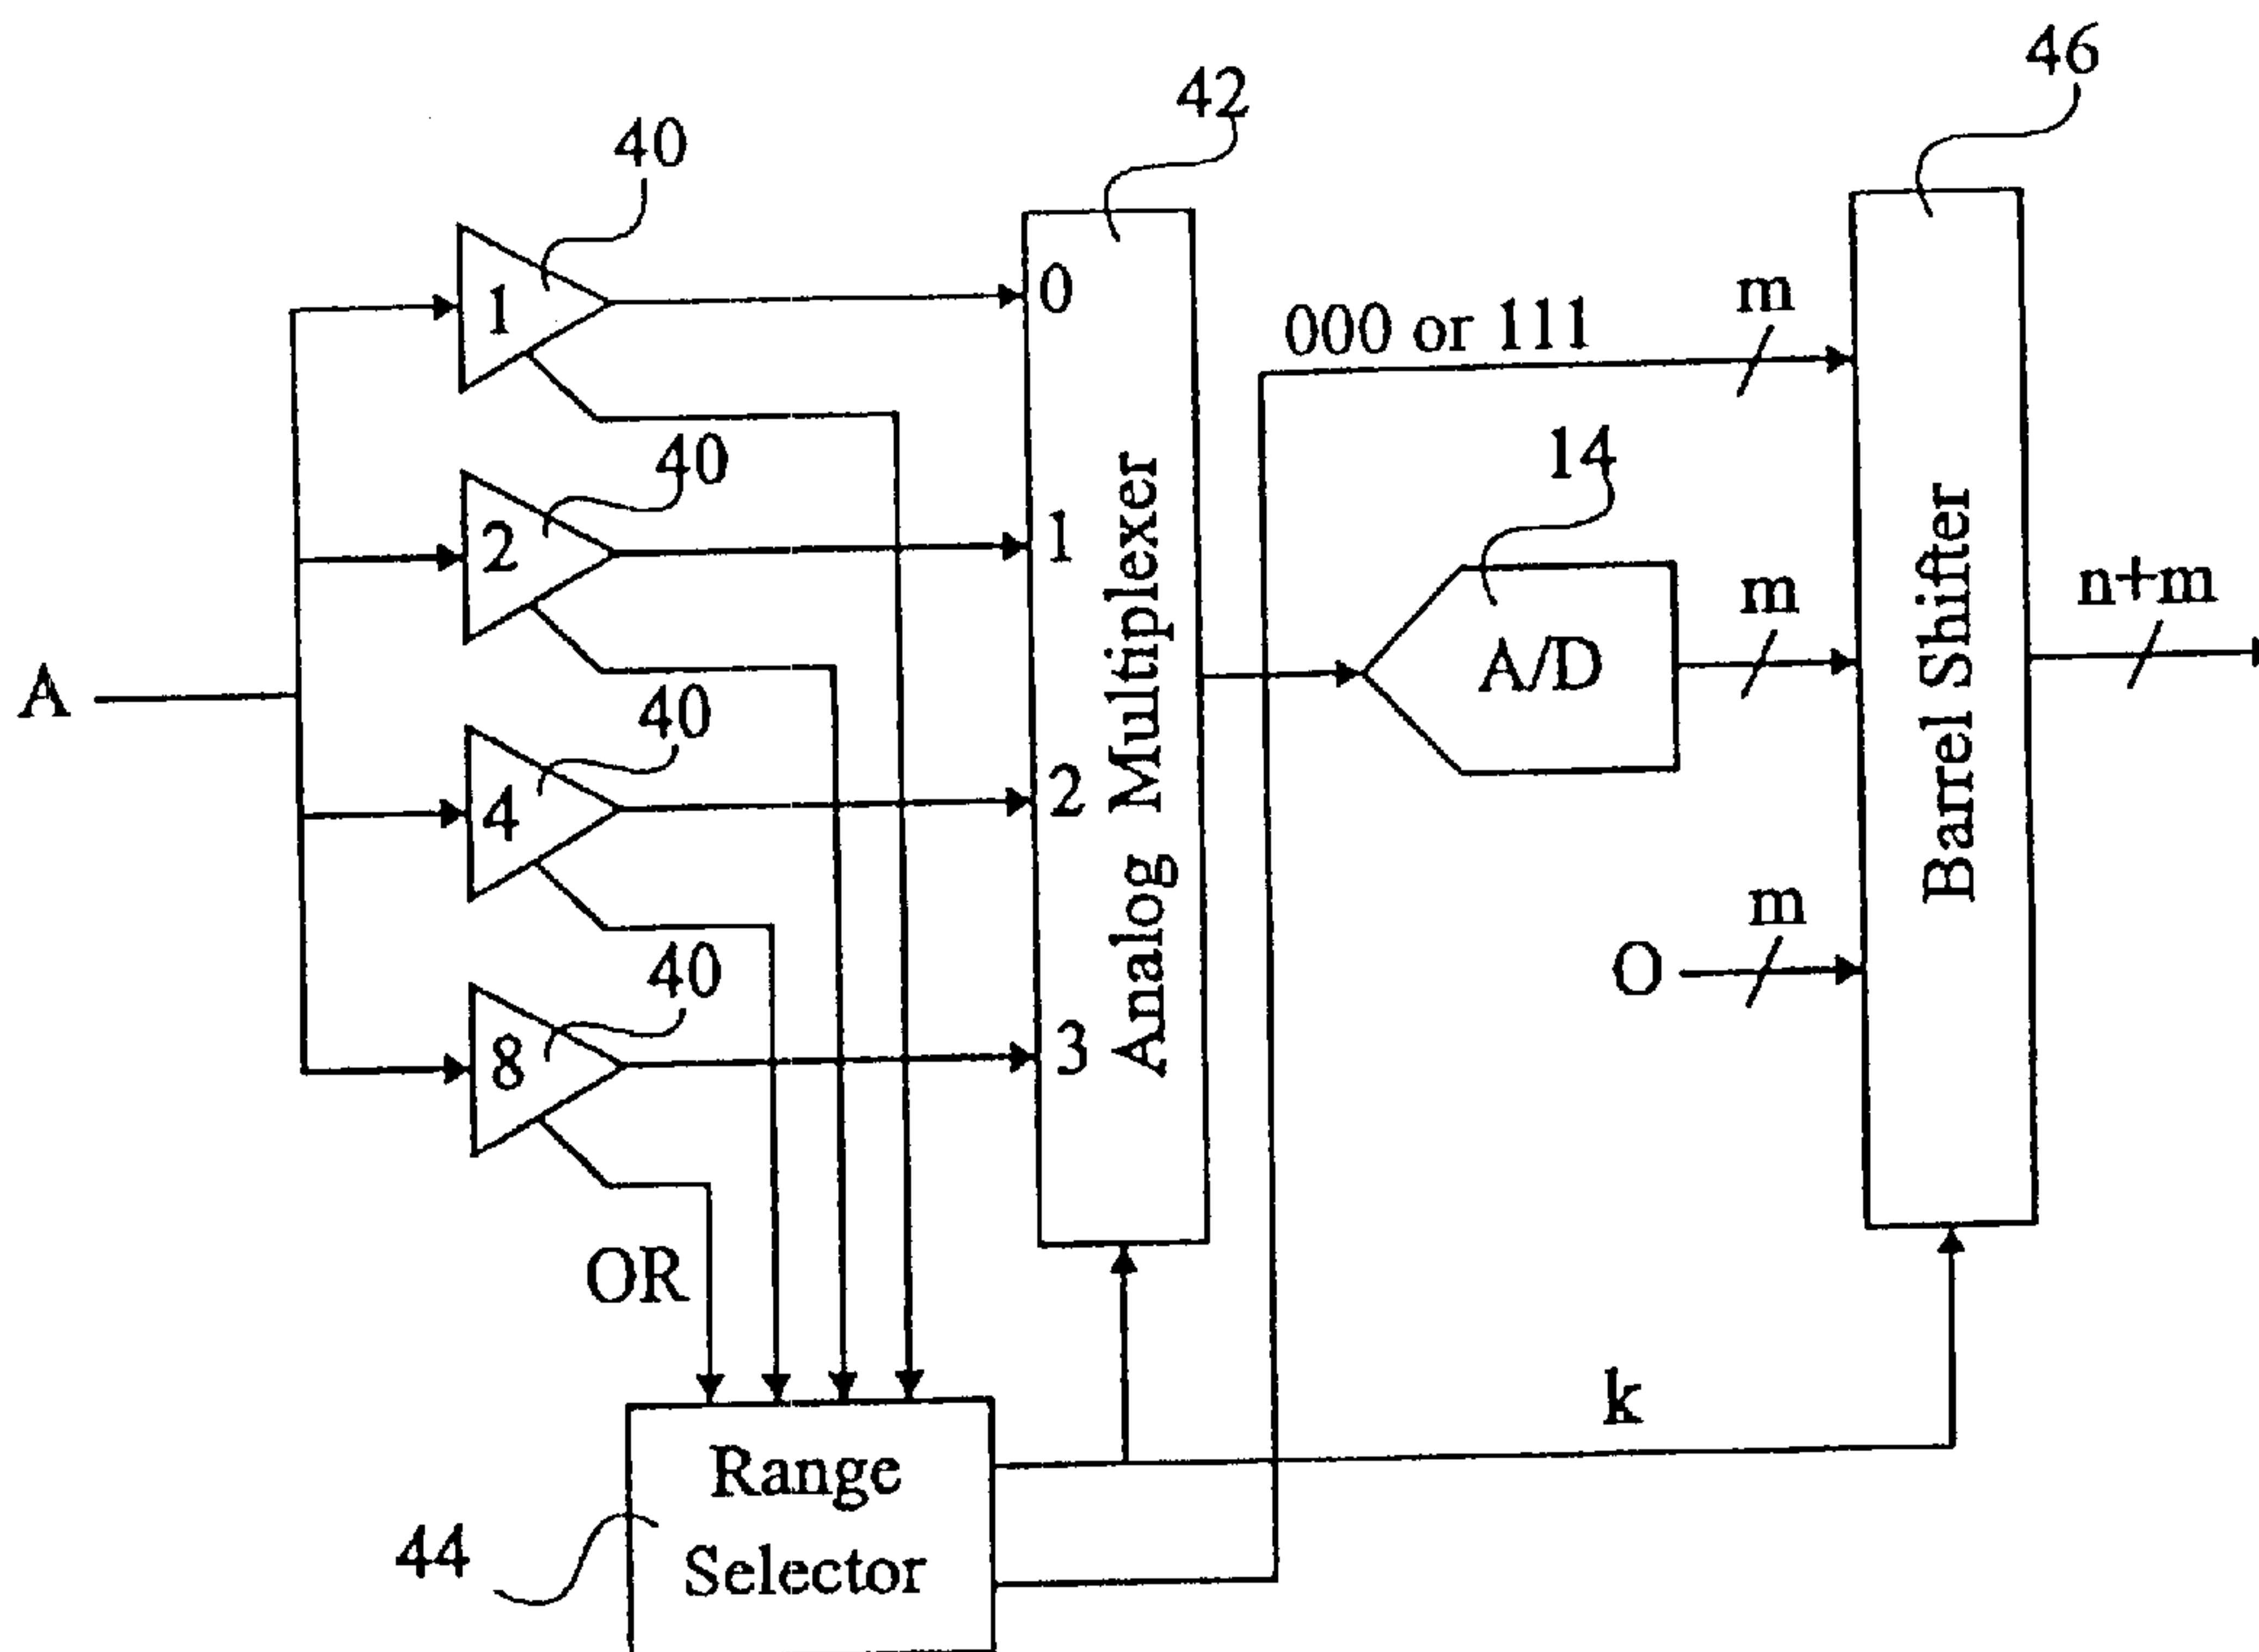 46
42
40
1
0
000 or 111
m
40
14
2
1
Analog Multiplexer
A/D
m
Barrel Shifter
n+m
A
40
4
2
m
O
40
8
3
OR
k
Range
Selector
44